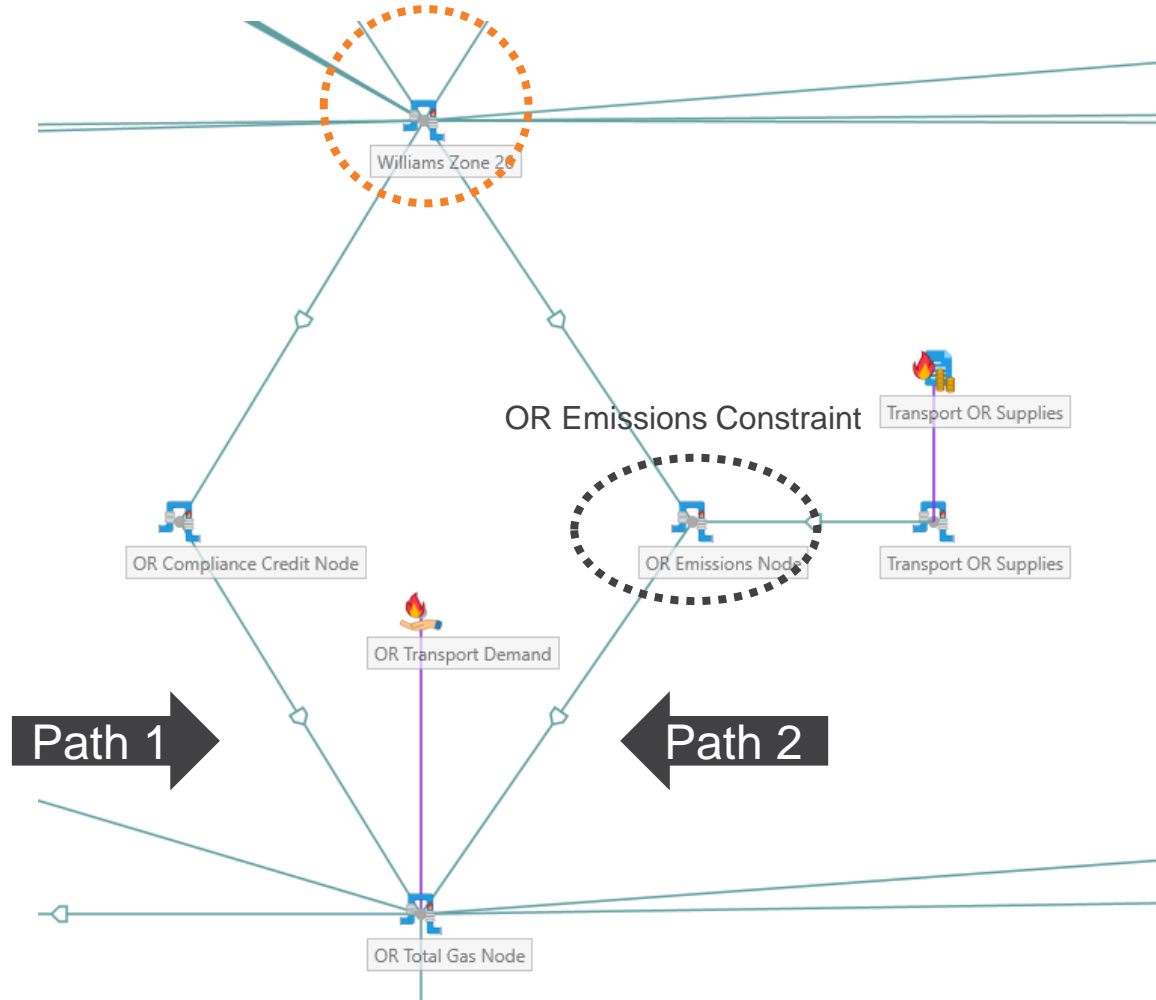 Williams Zone 26
OR Emissions Constraint
Transport OR Supplies
OR Compliance Credit Node
OR Emissions Node
Transport OR Supplies
OR Transport Demand
Path 1
Path 2
OR Total Gas Node